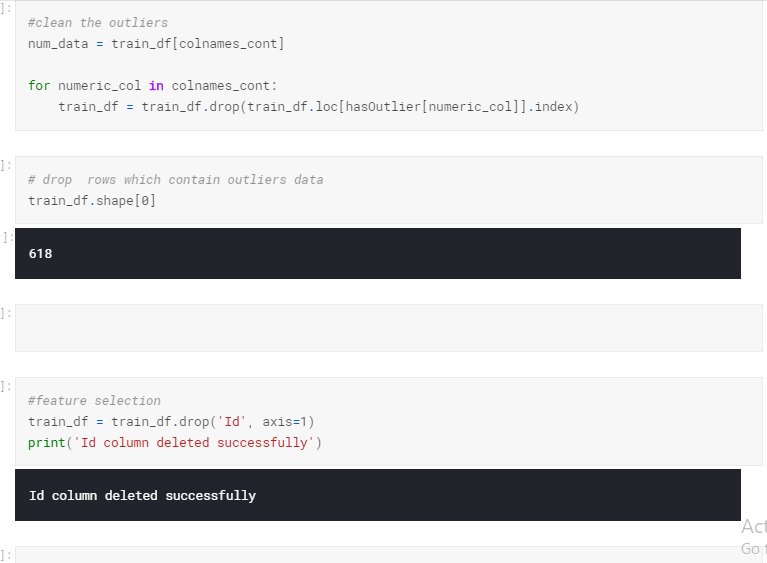 ]:
#clean the outliers
num_data = train_df[colnames_cont]
for numeric_col in colnames_cont:
    train_df = train_df.drop(train_df.loc[hasOutlier[numeric_col]].index)
]:
# drop  rows which contain outliers data
train_df.shape[0]
]:
618
]:
]:
#feature selection
train_df = train_df.drop('Id', axis=1)
print('Id column deleted successfully')
Id column deleted successfully
Act
Go t
]: